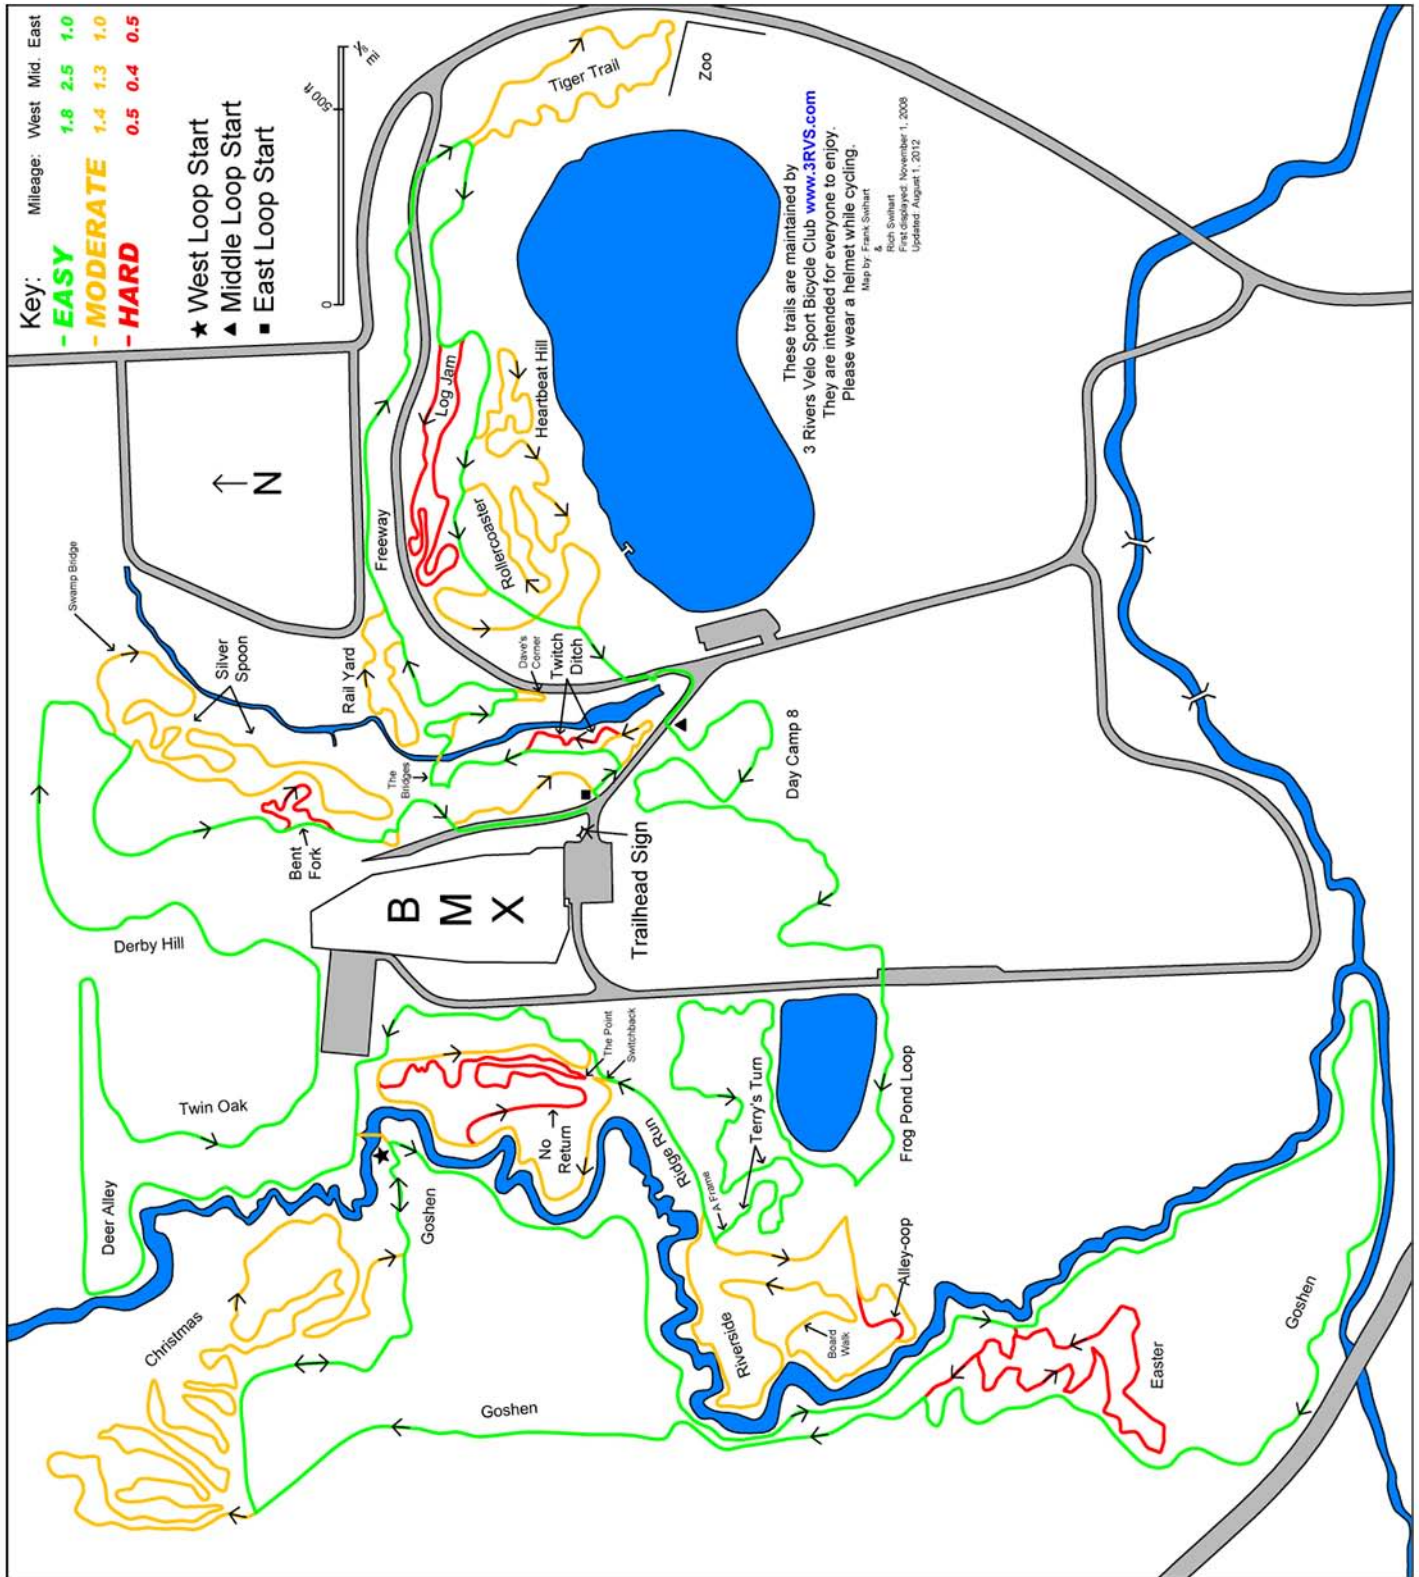 Key:
Mileage: West Mid. East
- EASY 1.8 2.5 1.0
- MODERATE 1.4 1.3 1.0
- HARD 0.5 0.4 0.5
★ West Loop Start
▲ Middle Loop Start
■ East Loop Start
0 500 ft ⅛ mi
N
Tiger Trail
Zoo
Freeway
Log Jam
Heartbeat Hill
Rollercoaster
Swamp Bridge
Silver
Spoon
Rail Yard
Dave's
Corner
Twitch
Ditch
The
Bridges
Bent
Fork
Day Camp 8
Trailhead Sign
B
M
X
Derby Hill
Twin Oak
Deer Alley
The Point
Switchback
No
Return
Ridge Run
A Frame
Terry's Turn
Frog Pond Loop
Goshen
Christmas
Riverside
Board
Walk
Alley-oop
Goshen
Easter
Goshen
These trails are maintained by
3 Rivers Velo Sport Bicycle Club www.3RVS.com
They are intended for everyone to enjoy.
Please wear a helmet while cycling.
Map by: Frank Swihart
&
Rich Swihart
First displayed: November 1, 2008
Updated: August 1, 2012